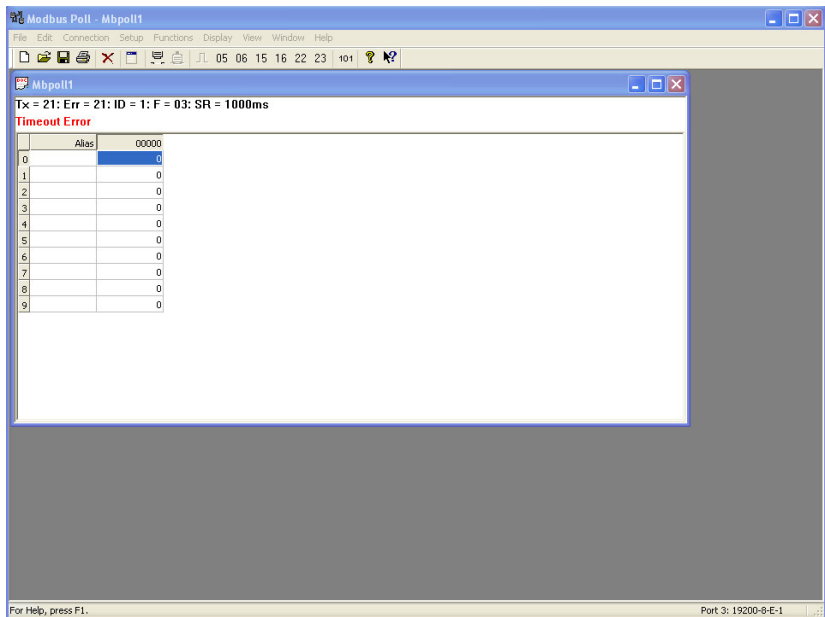 Modbus Poll - Mbpoll1
File Edit Connection Setup Functions Display View Window Help
05 06 15 16 22 23 101
Mbpoll1
Tx = 21: Err = 21: ID = 1: F = 03: SR = 1000ms
Timeout Error
Alias 00000
0 0
1 0
2 0
3 0
4 0
5 0
6 0
7 0
8 0
9 0
For Help, press F1. Port 3: 19200-8-E-1